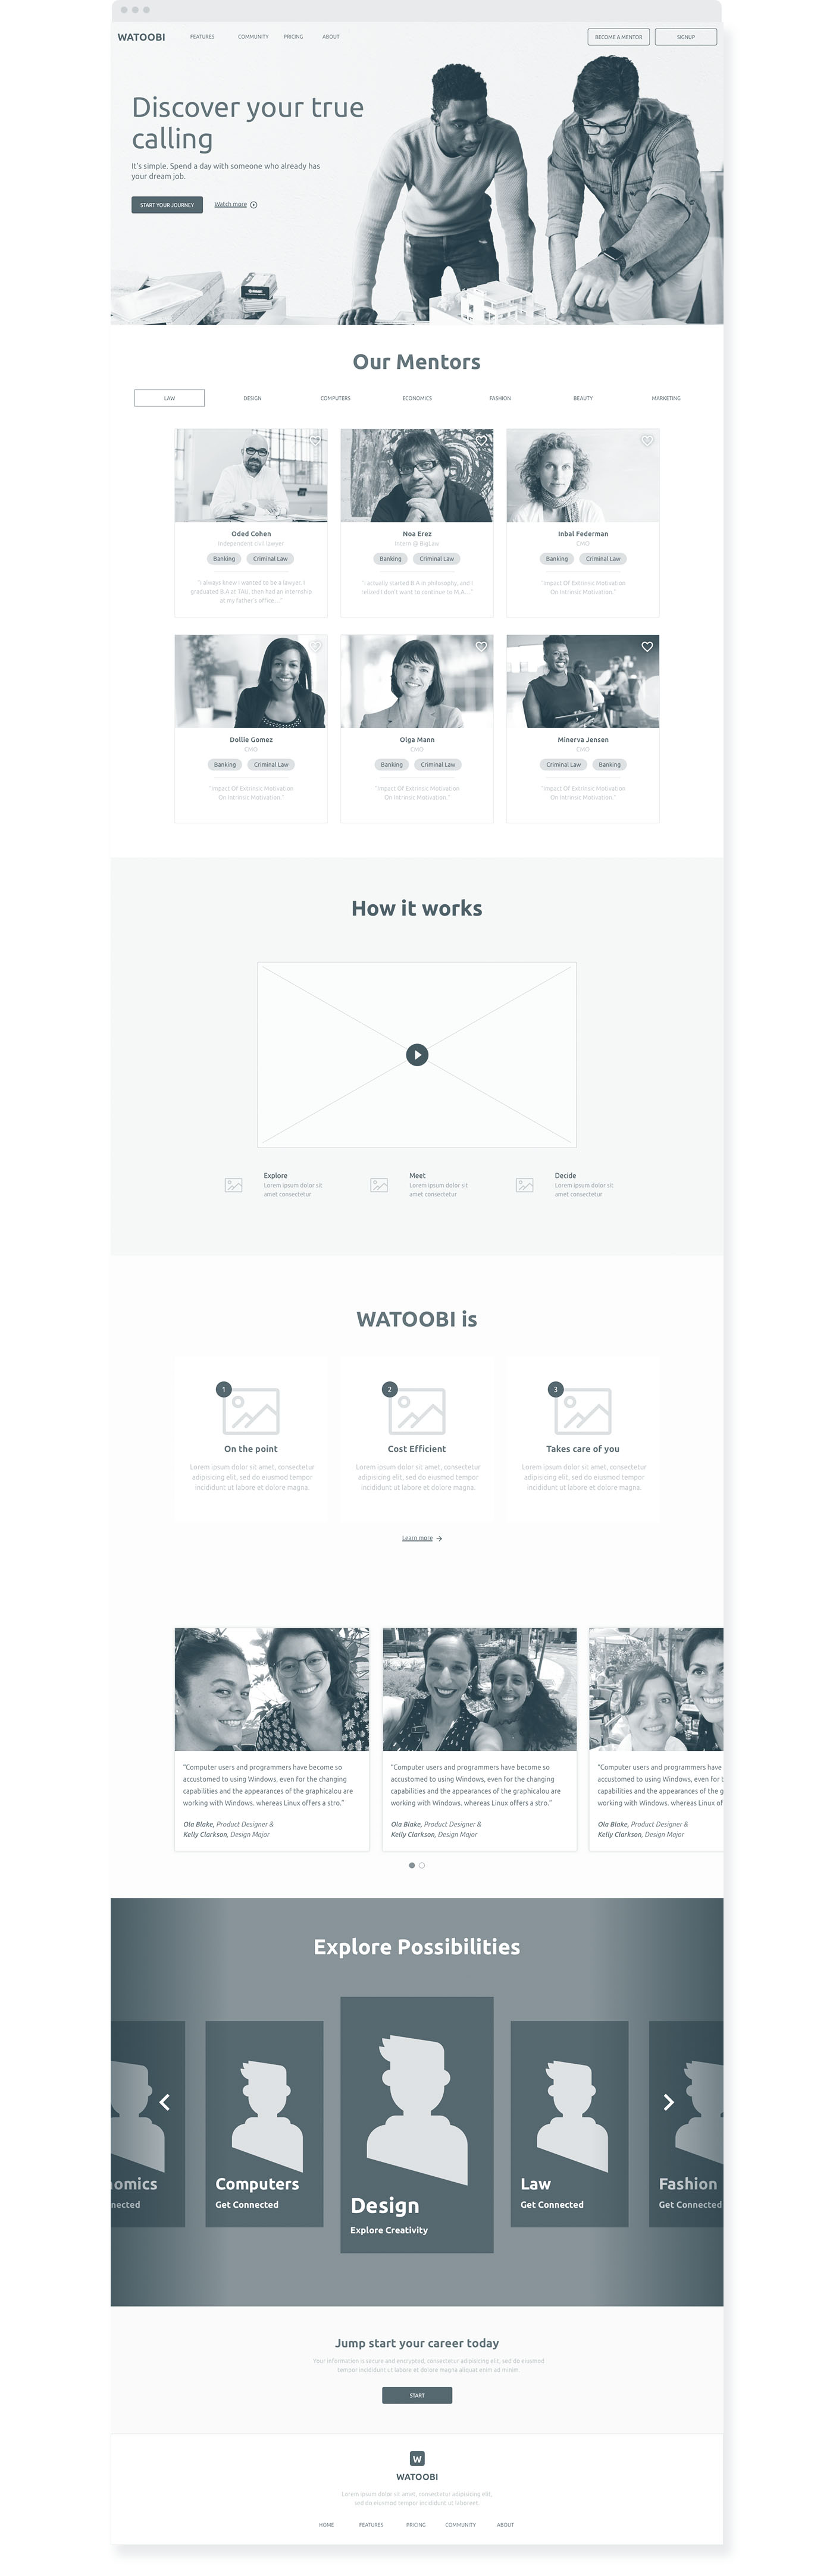 WATOOBI
FEATURES
COMMUNITY
PRICING
ABOUT
BECOME A MENTOR
SIGNUP
Discover your true
calling
It's simple. Spend a day with someone who already has
your dream job.
START YOUR JOURNEY
Watch more
Our Mentors
LAW
DESIGN
COMPUTERS
ECONOMICS
FASHION
BEAUTY
MARKETING
Oded Cohen
Independent civil lawyer
Banking
Criminal Law
"I always know I wanted to be a lawyer. I
graduated B.A at TAU, then had an internship
at my father's office…"
Noa Erez
Intern @ BigLaw
Banking
Criminal Law
"I actually started B.A in philosophy, and I
relized I don't want to continue to M.A…"
Inbal Federman
CMO
Banking
Criminal Law
"Impact Of Extrinsic Motivation
On Intrinsic Motivation."
Dollie Gomez
CMO
Banking
Criminal Law
"Impact Of Extrinsic Motivation
On Intrinsic Motivation."
Olga Mann
CMO
Banking
Criminal Law
"Impact Of Extrinsic Motivation
On Intrinsic Motivation."
Minerva Jensen
CMO
Criminal Law
Banking
"Impact Of Extrinsic Motivation
On Intrinsic Motivation."
How it works
Explore
Lorem ipsum dolor sit
amet consectetur
Meet
Lorem ipsum dolor sit
amet consectetur
Decide
Lorem ipsum dolor sit
amet consectetur
WATOOBI is
1
On the point
Lorem ipsum dolor sit amet, consectetur
adipisicing elit, sed do eiusmod tempor
incididunt ut labore et dolore magna.
2
Cost Efficient
Lorem ipsum dolor sit amet, consectetur
adipisicing elit, sed do eiusmod tempor
incididunt ut labore et dolore magna.
3
Takes care of you
Lorem ipsum dolor sit amet, consectetur
adipisicing elit, sed do eiusmod tempor
incididunt ut labore et dolore magna.
Learn more
"Computer users and programmers have become so
accustomed to using Windows, even for the changing
capabilities and the appearances of the graphicalou are
working with Windows. whereas Linux offers a stro."
Ola Blake, Product Designer &
Kelly Clarkson, Design Major
"Computer users and programmers have become so
accustomed to using Windows, even for the changing
capabilities and the appearances of the graphicalou are
working with Windows. whereas Linux offers a stro."
Ola Blake, Product Designer &
Kelly Clarkson, Design Major
"Computer users and programmers have
accustomed to using Windows, even for t
capabilities and the appearances of the g
working with Windows. whereas Linux of
Ola Blake, Product Designer &
Kelly Clarkson, Design Major
Explore Possibilities
nomics
nected
Computers
Get Connected
Design
Explore Creativity
Law
Get Connected
Fashion
Get Connected
Jump start your career today
Your information is secure and encrypted, consectetur adipisicing elit, sed do eiusmod
tempor incididunt ut labore et dolore magna aliquat enim ad minim.
START
W
WATOOBI
Lorem ipsum dolor sit amet, consectetur adipisicing elit,
sed do eiusmod tempor incididunt ut laboreet.
HOME
FEATURES
PRICING
COMMUNITY
ABOUT